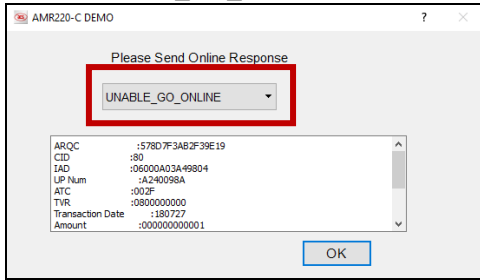 AMR220-C DEMO ?
Please Send Online Response
UNABLE_GO_ONLINE
ARQC :578D7F3AB2F39E19
CID :80
IAD :06000A03A49804
UP Num :A240098A
ATC :002F
TVR :0800000000
Transaction Date :180727
Amount :000000000001
OK